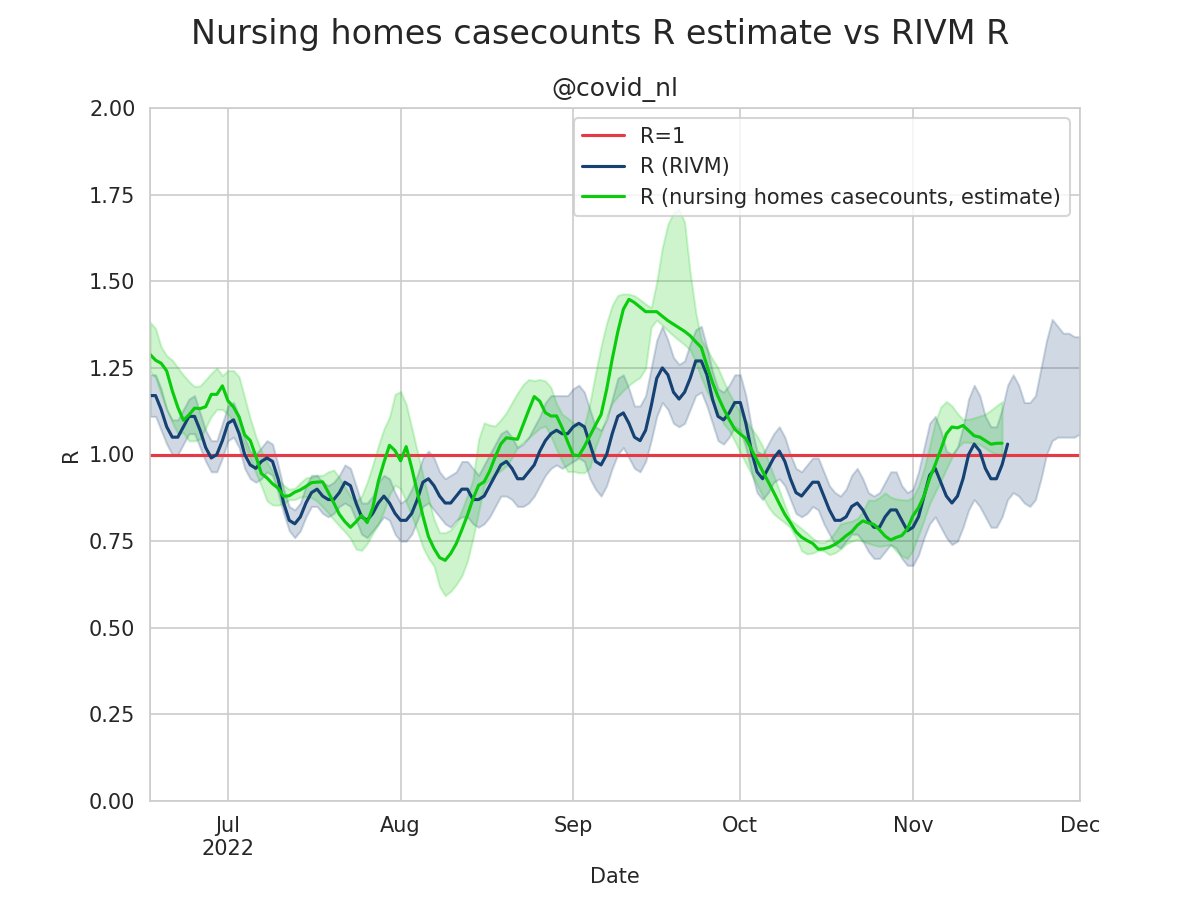 Nursing homes casecounts R estimate vs RIVM R
@covid_nl
R=1
R (RIVM)
R (nursing homes casecounts, estimate)
2.00
1.75
1.50
1.25
1.00
0.75
0.50
0.25
0.00
R
Jul
2022
Aug
Sep
Oct
Nov
Dec
Date